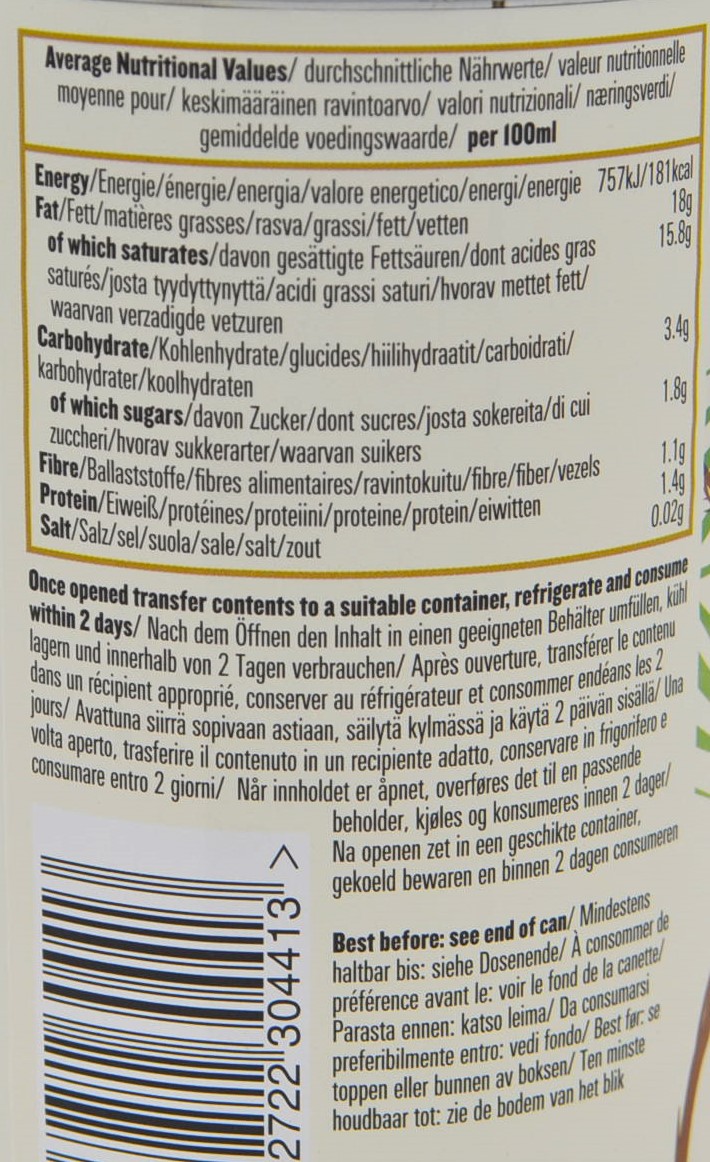 Average Nutritional Values/ durchschnittliche Nährwerte/ valeur nutritionnelle
moyenne pour/ keskimääräinen ravintoarvo/ valori nutrizionali/ næringsverdi/
gemiddelde voedingswaarde/ per 100ml
Energy/Energie/énergie/energia/valore energetico/energi/energie 757kJ/181kcal
Fat/Fett/matières grasses/rasva/grassi/fett/vetten 18g
of which saturates/davon gesättigte Fettsäuren/dont acides gras 15.8g
saturés/josta tyydyttynyttä/acidi grassi saturi/hvorav mettet fett/
waarvan verzadigde vetzuren
Carbohydrate/Kohlenhydrate/glucides/hiilihydraatit/carboidrati/ 3.4g
karbohydrater/koolhydraten
of which sugars/davon Zucker/dont sucres/josta sokereita/di cui 1.8g
zuccheri/hvorav sukkerarter/waarvan suikers
Fibre/Ballaststoffe/fibres alimentaires/ravintokuitu/fibre/fiber/vezels 1.1g
Protein/Eiweiß/protéines/proteiini/proteine/protein/eiwitten 1.4g
Salt/Salz/sel/suola/sale/salt/zout 0.02g
Once opened transfer contents to a suitable container, refrigerate and consume
within 2 days/ Nach dem Öffnen den Inhalt in einen geeigneten Behälter umfüllen, kühl
lagern und innerhalb von 2 Tagen verbrauchen/ Après ouverture, transférer le contenu
dans un récipient approprié, conserver au réfrigérateur et consommer endéans les 2
jours/ Avattuna siirrä sopivaan astiaan, säilytä kylmässä ja käytä 2 päivän sisällä/ Una
volta aperto, trasferire il contenuto in un recipiente adatto, conservare in frigorifero e
consumare entro 2 giorni/ Når innholdet er åpnet, overføres det til en passende
beholder, kjøles og konsumeres innen 2 dager/
Na openen zet in een geschikte container,
gekoeld bewaren en binnen 2 dagen consumeren
Best before: see end of can/ Mindestens
haltbar bis: siehe Dosenende/ À consommer de
préférence avant le: voir le fond de la canette/
Parasta ennen: katso leima/ Da consumarsi
preferibilmente entro: vedi fondo/ Best før: se
toppen eller bunnen av boksen/ Ten minste
houdbaar tot: zie de bodem van het blik
2722 304413 >